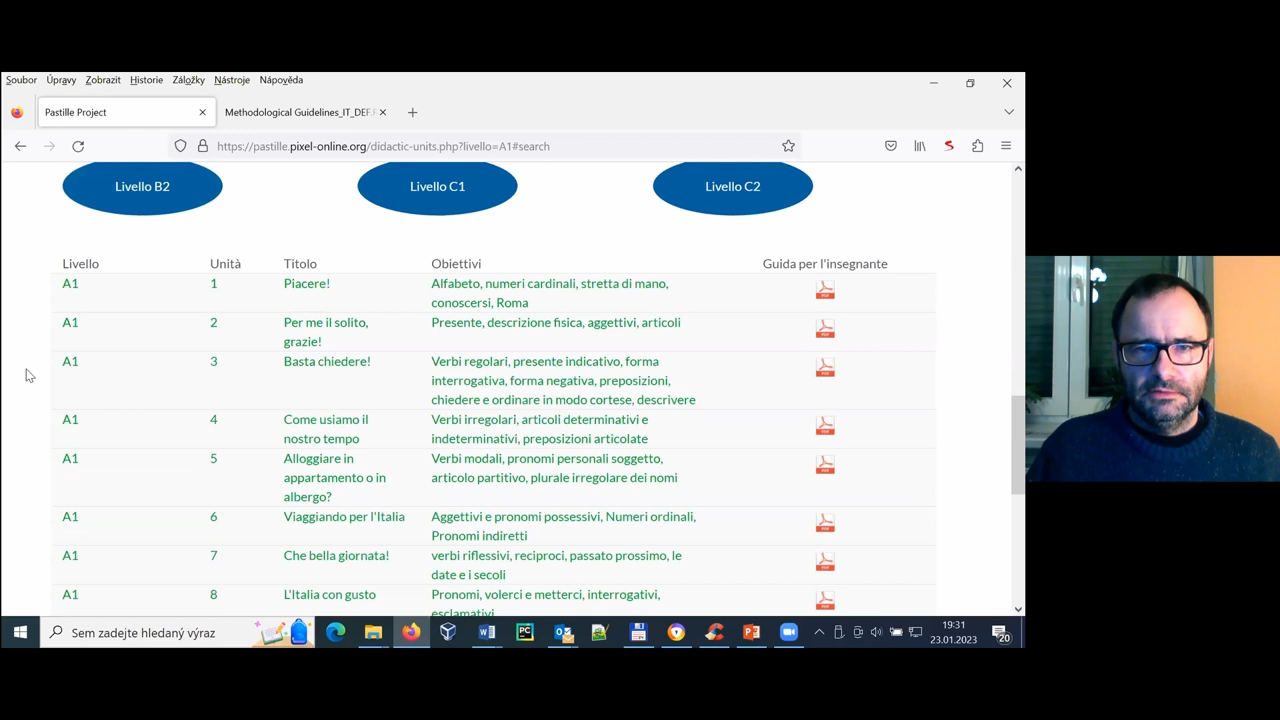 Soubor Úpravy Zobrazit Historie Záložky Nástroje Nápověda
Pastille Project
Methodological Guidelines_IT_DEF.
https://pastille.pixel-online.org/didactic-units.php?livello=A1#search
Livello B2 Livello C1 Livello C2
Livello Unità Titolo Obiettivi Guida per l'insegnante
A1 1 Piacere! Alfabeto, numeri cardinali, stretta di mano,
conoscersi, Roma
A1 2 Per me il solito, Presente, descrizione fisica, aggettivi, articoli
grazie!
A1 3 Basta chiedere! Verbi regolari, presente indicativo, forma
interrogativa, forma negativa, preposizioni,
chiedere e ordinare in modo cortese, descrivere
A1 4 Come usiamo il Verbi irregolari, articoli determinativi e
nostro tempo indeterminativi, preposizioni articolate
A1 5 Alloggiare in Verbi modali, pronomi personali soggetto,
appartamento o in articolo partitivo, plurale irregolare dei nomi
albergo?
A1 6 Viaggiando per l'Italia Aggettivi e pronomi possessivi, Numeri ordinali,
Pronomi indiretti
A1 7 Che bella giornata! verbi riflessivi, reciproci, passato prossimo, le
date e i secoli
A1 8 L'Italia con gusto Pronomi, volerci e metterci, interrogativi,
esclamativi
Sem zadejte hledaný výraz
19:31
23.01.2023
20